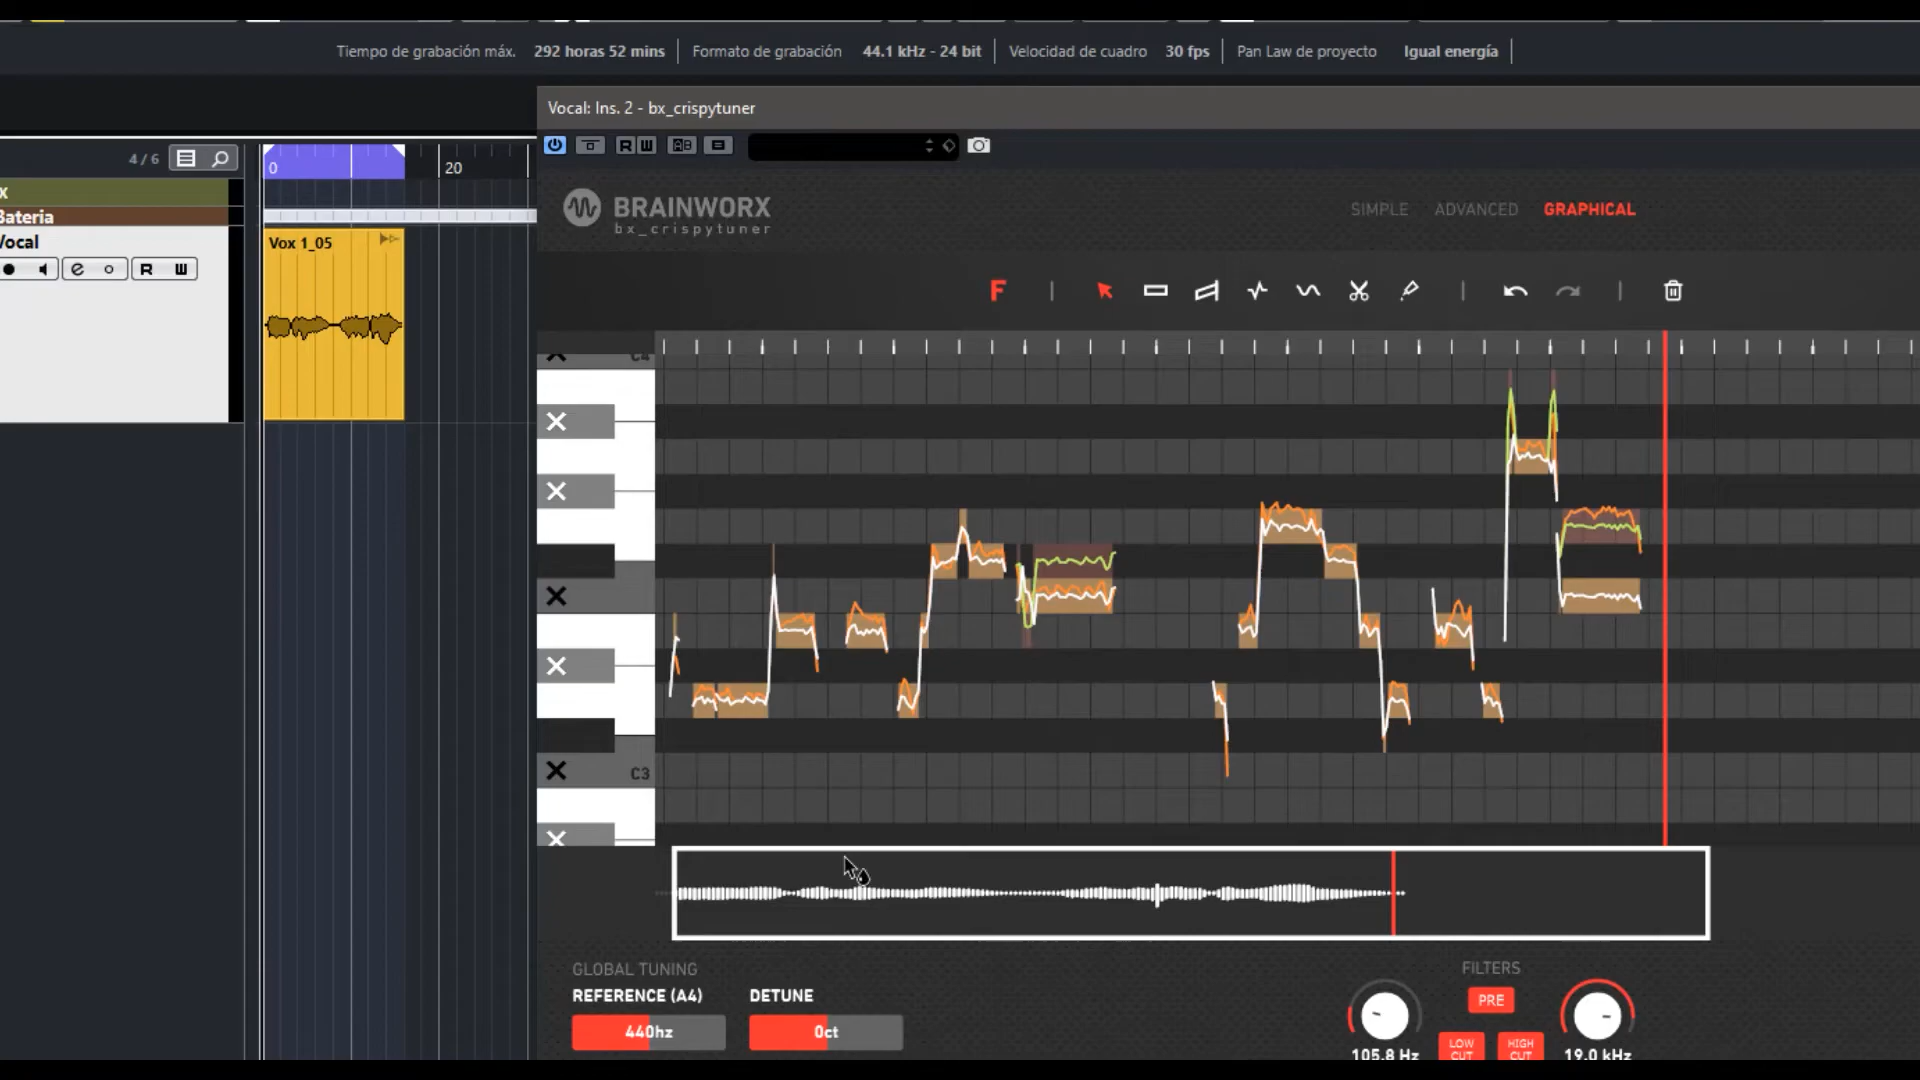 Tiempo de grabación máx. 292 horas 52 mins Formato de grabación 44.1 kHz - 24 bit Velocidad de cuadro 30 fps Pan Law de proyecto Igual energía
Vocal: Ins. 2 - bx_crispytuner
R W
4 / 6
0
20
BRAINWORX
bx_crispytuner
SIMPLE ADVANCED GRAPHICAL
x
Bateria
Vocal
R W
Vox 1_05
F
C4
C3
GLOBAL TUNING
REFERENCE (A4) DETUNE
440hz 0ct
FILTERS
PRE
LOW CUT
HIGH CUT
105.8 Hz
19.0 kHz